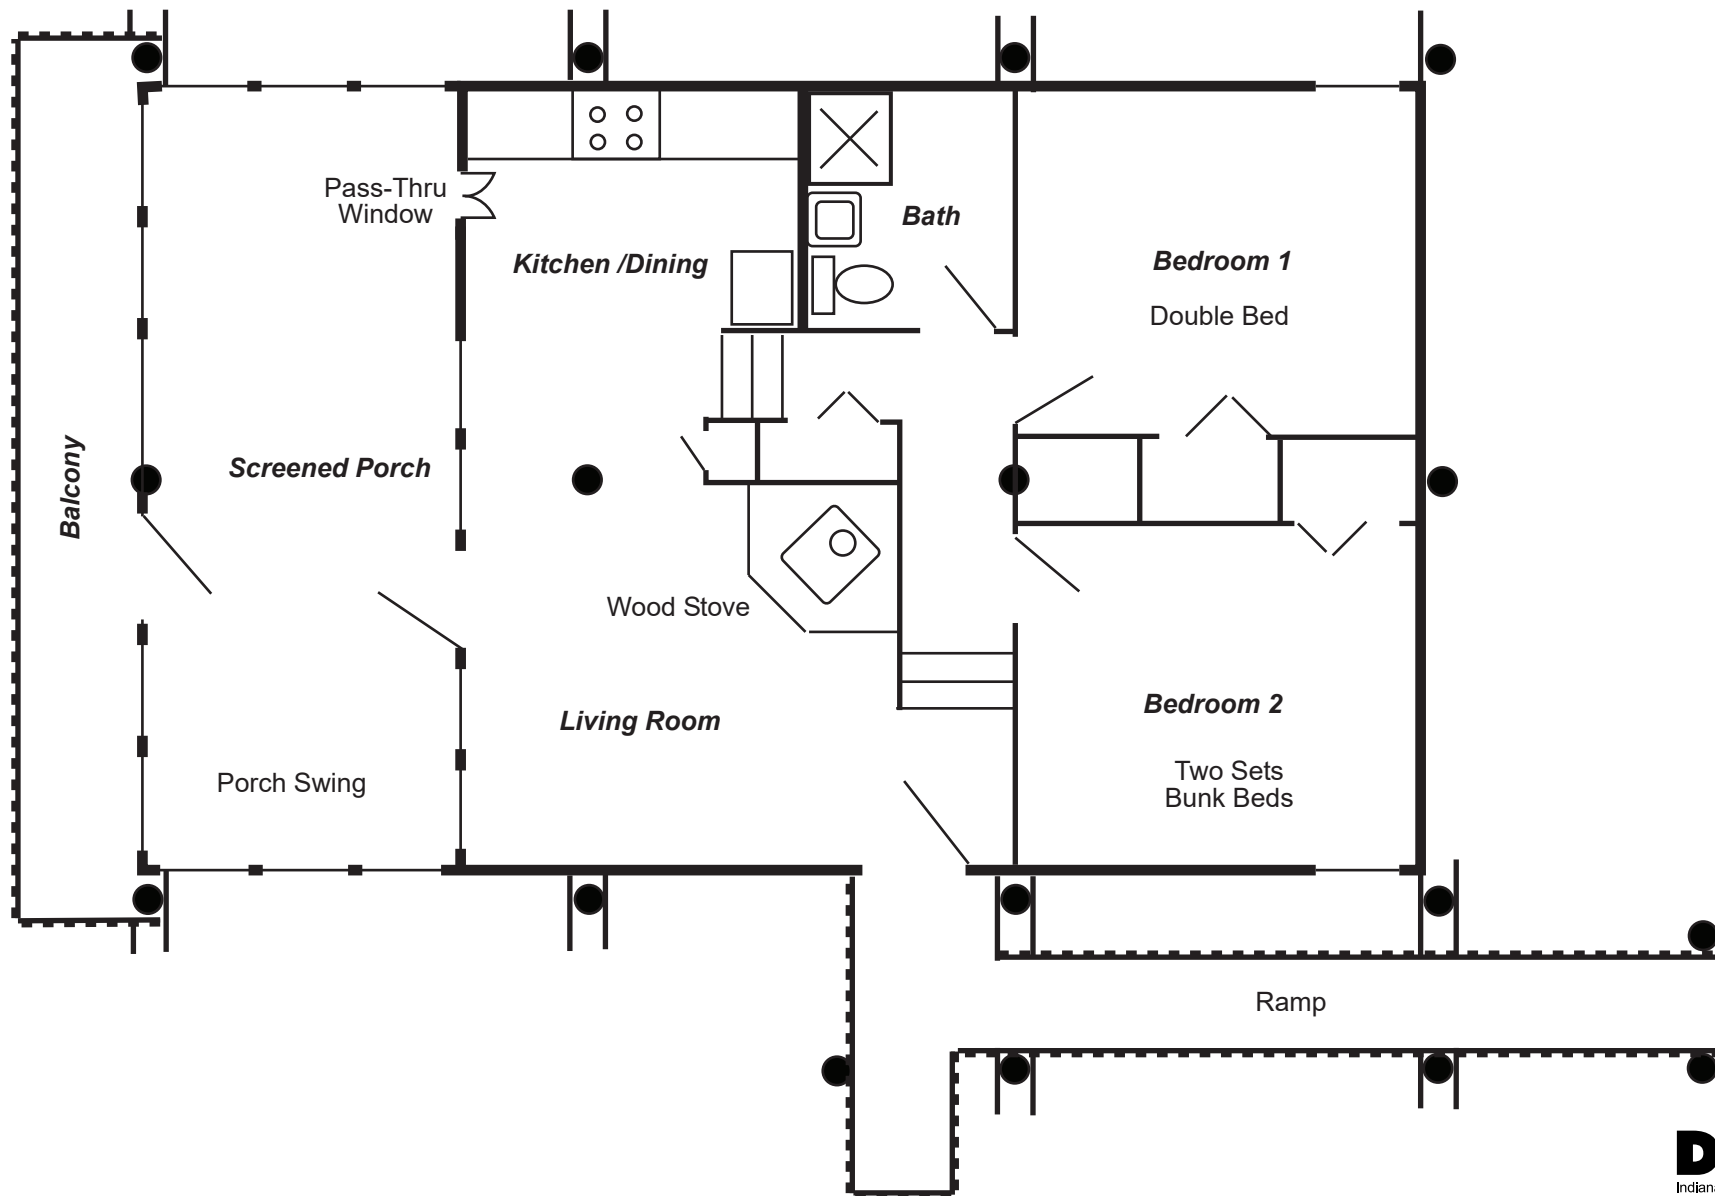 Pass-Thru
Window
Bath
Kitchen /Dining
Bedroom 1
Double Bed
Balcony
Screened Porch
Wood Stove
Living Room
Bedroom 2
Porch Swing
Two Sets
Bunk Beds
Ramp
D
Indiana